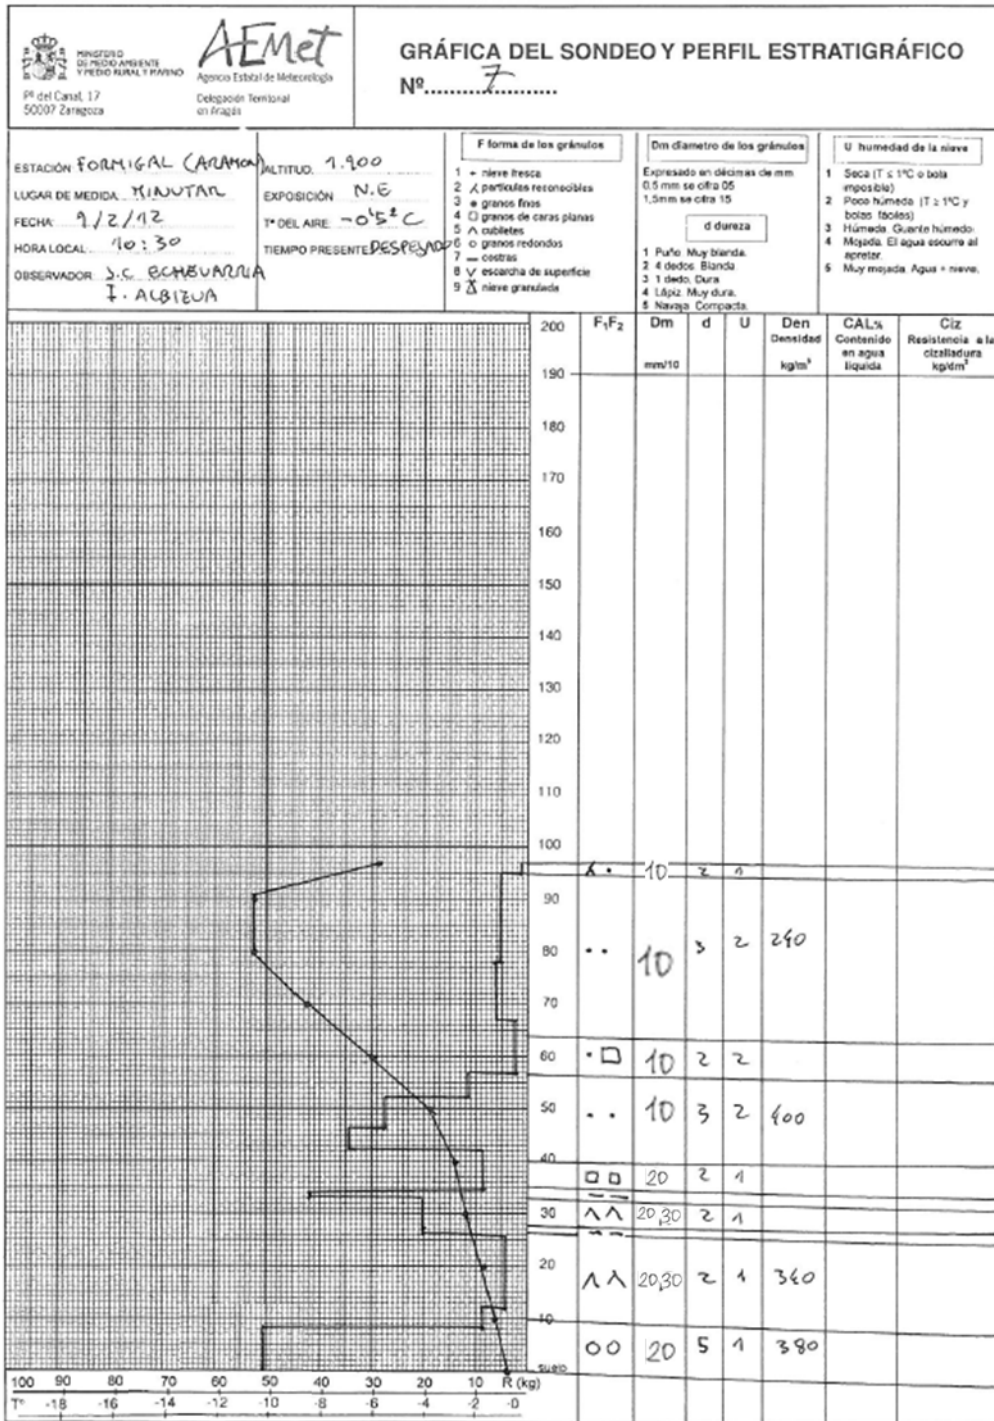 MINISTERIO
DE MEDIO AMBIENTE
Y MEDIO RURAL Y MARINO
AEMet
Agencia Estatal de Meteorología
Pº del Canal, 17
50007 Zaragoza
Delegación Territorial
en Aragón
GRÁFICA DEL SONDEO Y PERFIL ESTRATIGRÁFICO
Nº.............7.............
ESTACIÓN FORMIGAL (ARAMON)
LUGAR DE MEDIDA MINUTAR
FECHA 9/2/12
HORA LOCAL 10:30
OBSERVADOR J.C. ECHEVARRIA
I. ALBIZUA
ALTITUD 1.900
EXPOSICIÓN N.E
Tª DEL AIRE -0'5º C
TIEMPO PRESENTE DESPEJADO
F forma de los gránulos
1 + nieve fresca
2 partículas reconocibles
3 ● granos finos
4 □ granos de caras planas
5 ∧ cubiletes
6 o granos redondos
7 — costras
8 ∨ escarcha de superficie
9 nieve granulada
Dm diametro de los gránulos
Expresado en décimas de mm
0,5 mm se cifra 05
1,5mm se cifra 15
d dureza
1 Puño. Muy blanda.
2 4 dedos. Blanda.
3 1 dedo. Dura
4 Lápiz. Muy dura.
5 Navaja. Compacta.
U humedad de la nieve
1 Seca (T ≤ 1ºC o bola
imposible)
2 Poco húmeda (T ≥ 1ºC y
bolas fáciles)
3 Húmeda. Guante húmedo
4 Mojada. El agua escurre al
apretar.
5 Muy mojada. Agua + nieve.
F1F2 Dm d U Den CAL% Ciz
Densidad Contenido Resistencia a la
en agua cizalladura
mm/10 kg/m³ líquida kg/dm²
200
190
180
170
160
150
140
130
120
110
100
· 10 2 1
90
80 · · 10 3 2 240
70
60 · □ 10 2 2
50 · · 10 3 2 400
40
□ □ 20 2 1
— —
30 ∧ ∧ 20,30 2 1
— —
20 ∧ ∧ 20,30 2 1 340
10
o o 20 5 1 380
suelo
100 90 80 70 60 50 40 30 20 10 R (kg)
Tº -18 -16 -14 -12 -10 -8 -6 -4 -2 -0